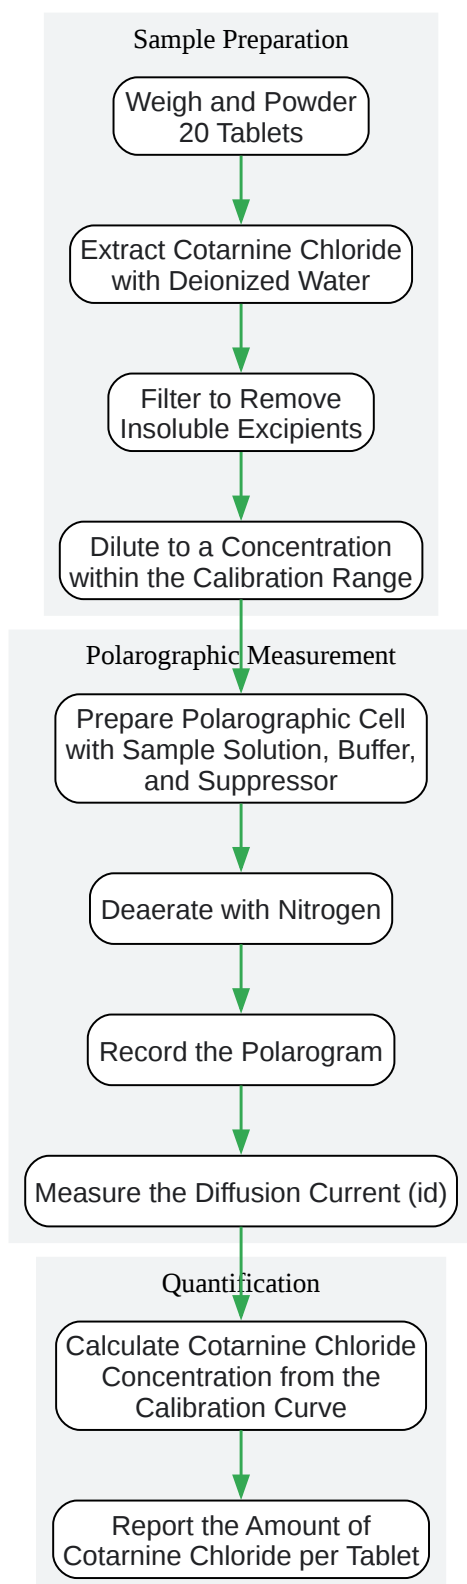 Sample Preparation
Weigh and Powder
20 Tablets
Extract Cotarnine Chloride
with Deionized Water
Filter to Remove
Insoluble Excipients
Dilute to a Concentration
within the Calibration Range
Polarographic Measurement
Prepare Polarographic Cell
with Sample Solution, Buffer,
and Suppressor
Deaerate with Nitrogen
Record the Polarogram
Measure the Diffusion Current (id)
Quantification
Calculate Cotarnine Chloride
Concentration from the
Calibration Curve
Report the Amount of
Cotarnine Chloride per Tablet